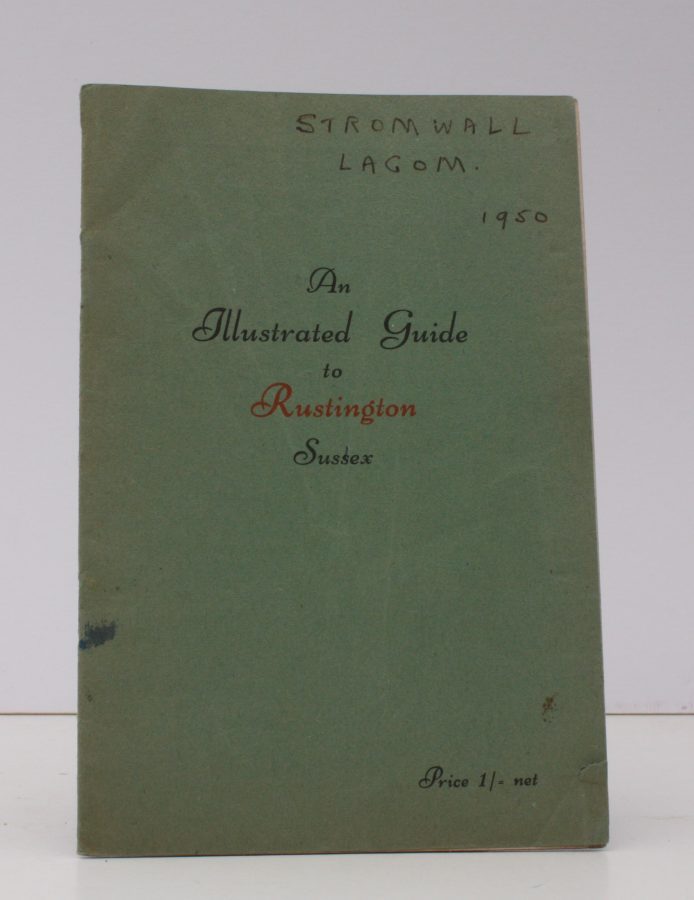 STROMWALL
LAGOM.
1950
An
Illustrated Guide
to
Rustington
Sussex
Price 1/= net